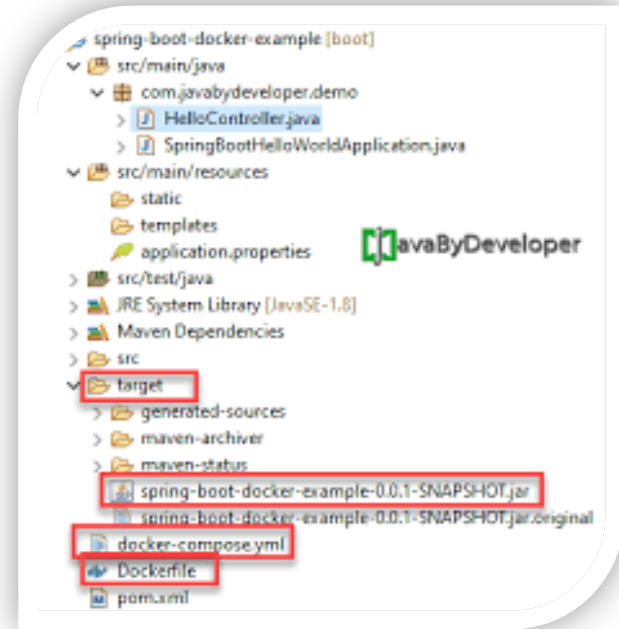 spring-boot-docker-example [boot]
src/main/java
com.javabydeveloper.demo
HelloController.java
SpringBootHelloWorldApplication.java
src/main/resources
static
templates
application.properties
JavaByDeveloper
src/test/java
JRE System Library [JavaSE-1.8]
Maven Dependencies
src
target
generated-sources
maven-archiver
maven-status
spring-boot-docker-example-0.0.1-SNAPSHOT.jar
spring-boot-docker-example-0.0.1-SNAPSHOT.jar.original
docker-compose.yml
Dockerfile
pom.xml